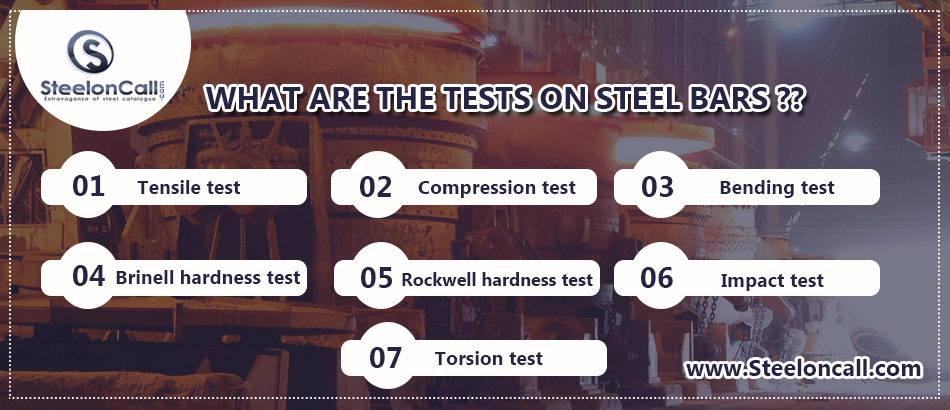 SteelonCall.com
Extravaganza of steel catalogue
WHAT ARE THE TESTS ON STEEL BARS ??
01 Tensile test
02 Compression test
03 Bending test
04 Brinell hardness test
05 Rockwell hardness test
06 Impact test
07 Torsion test
www.Steeloncall.com